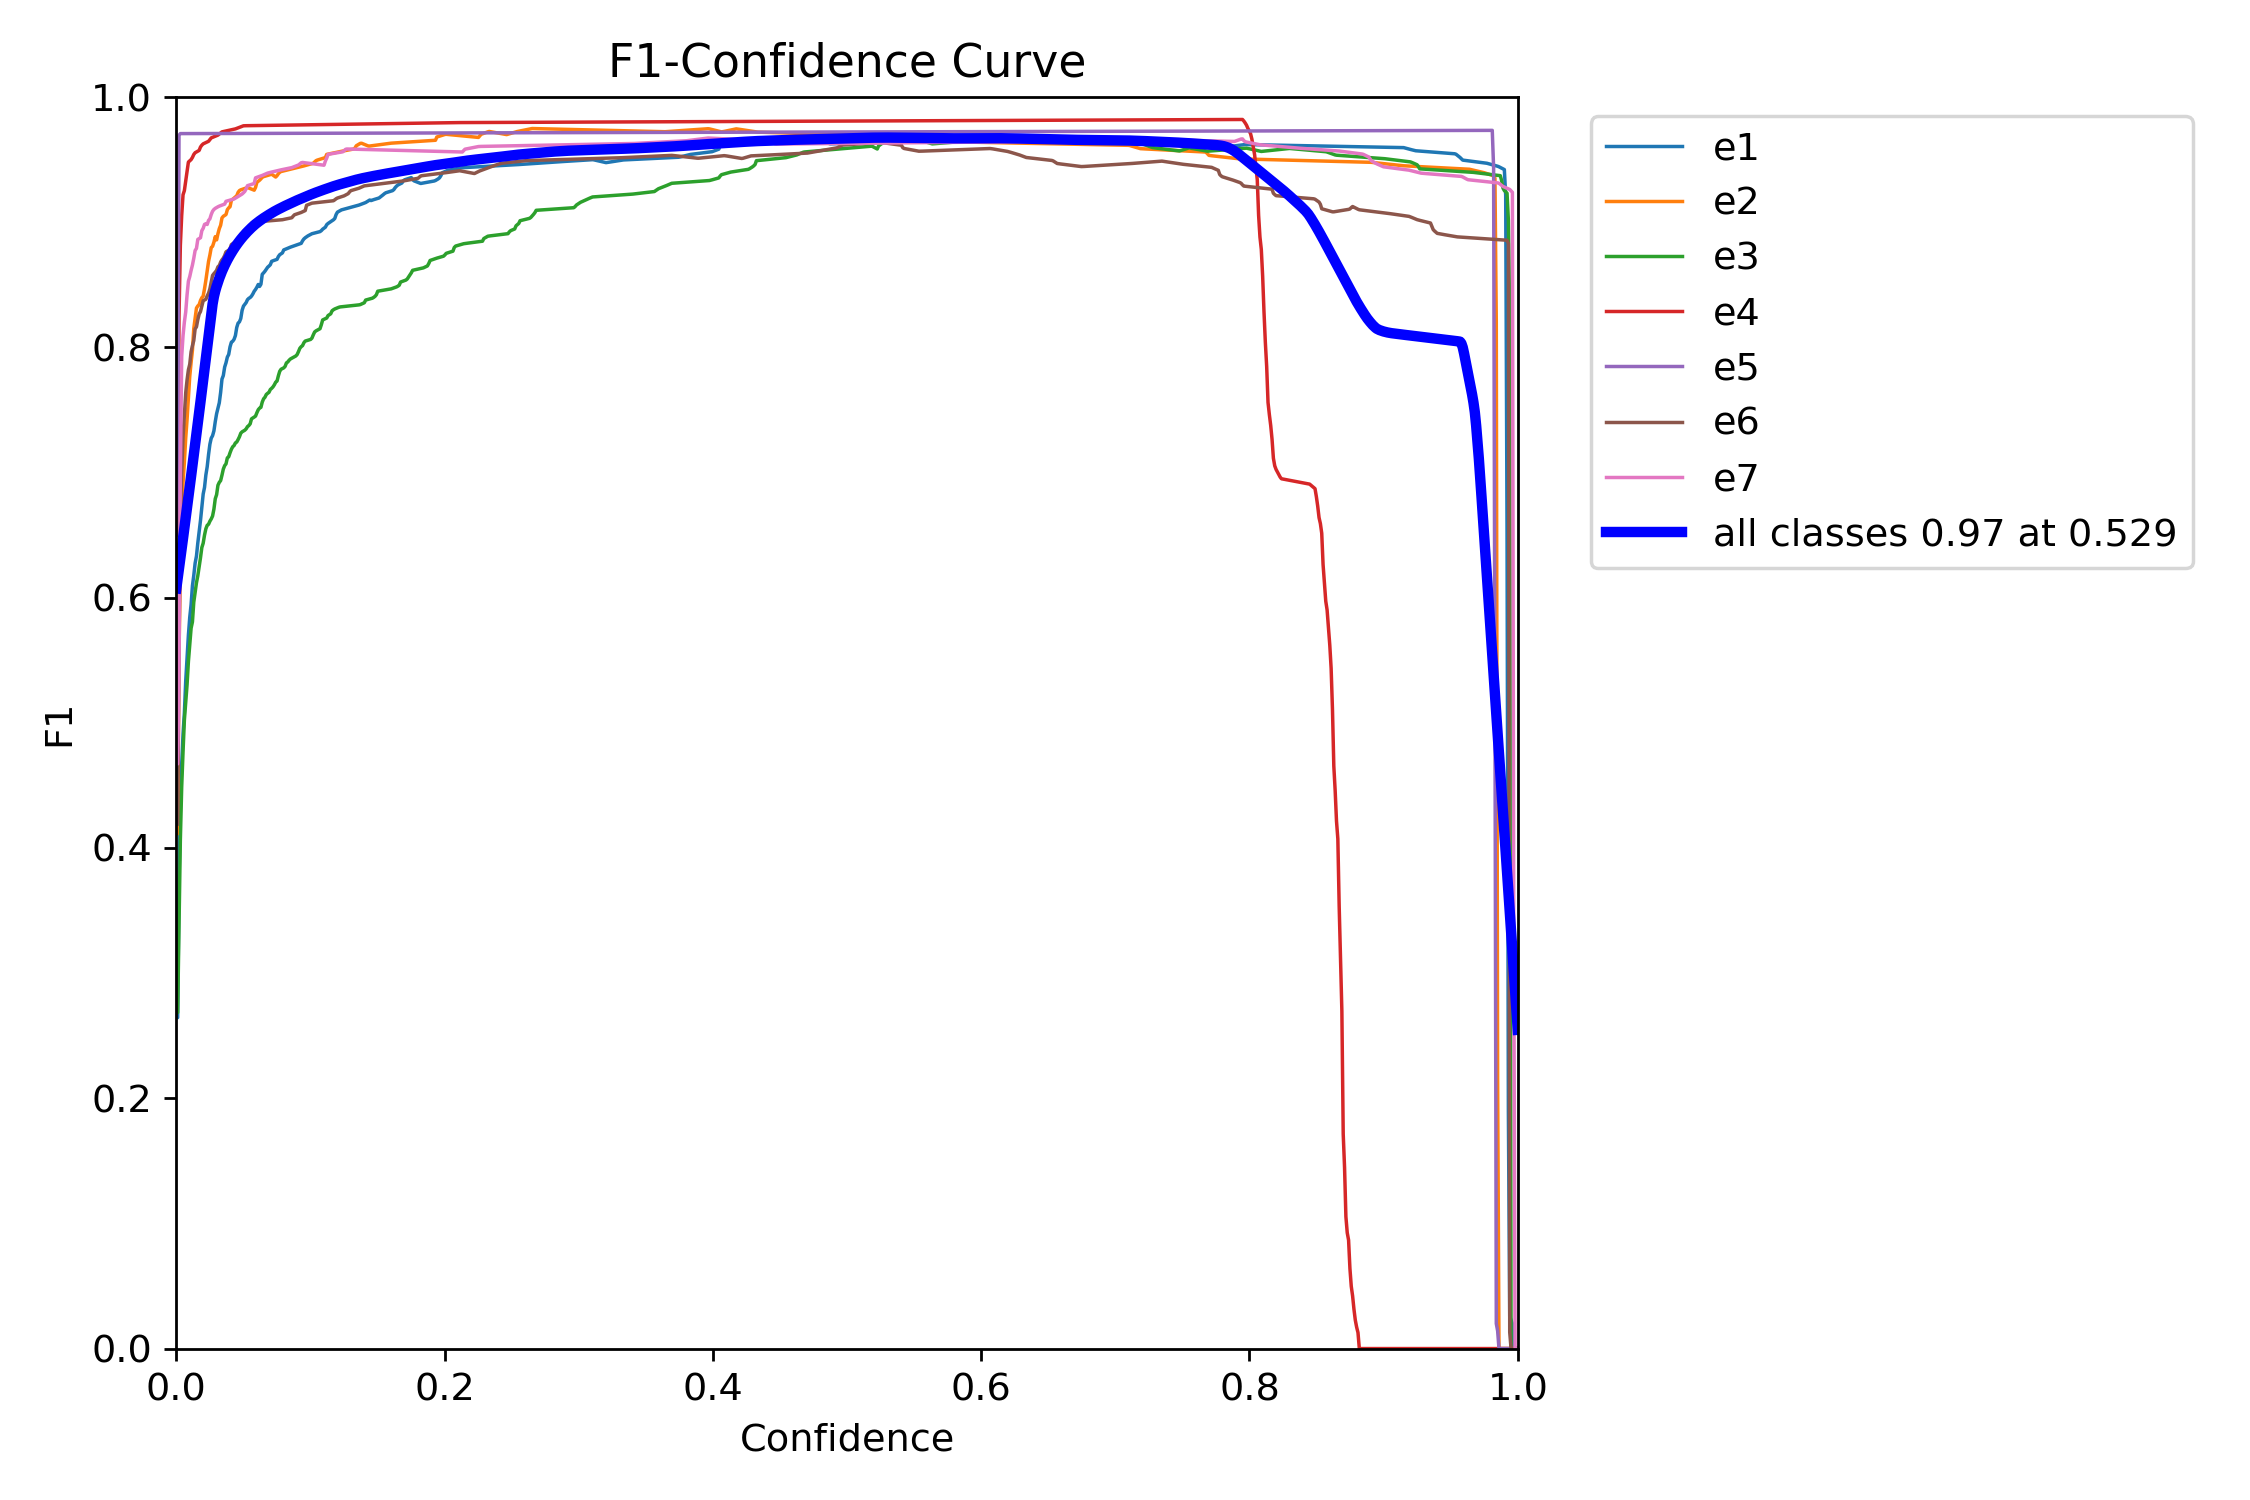 F1-Confidence Curve
1.0
0.8
0.6
0.4
0.2
0.0
F1
0.0 0.2 0.4 0.6 0.8 1.0
Confidence
e1
e2
e3
e4
e5
e6
e7
all classes 0.97 at 0.529